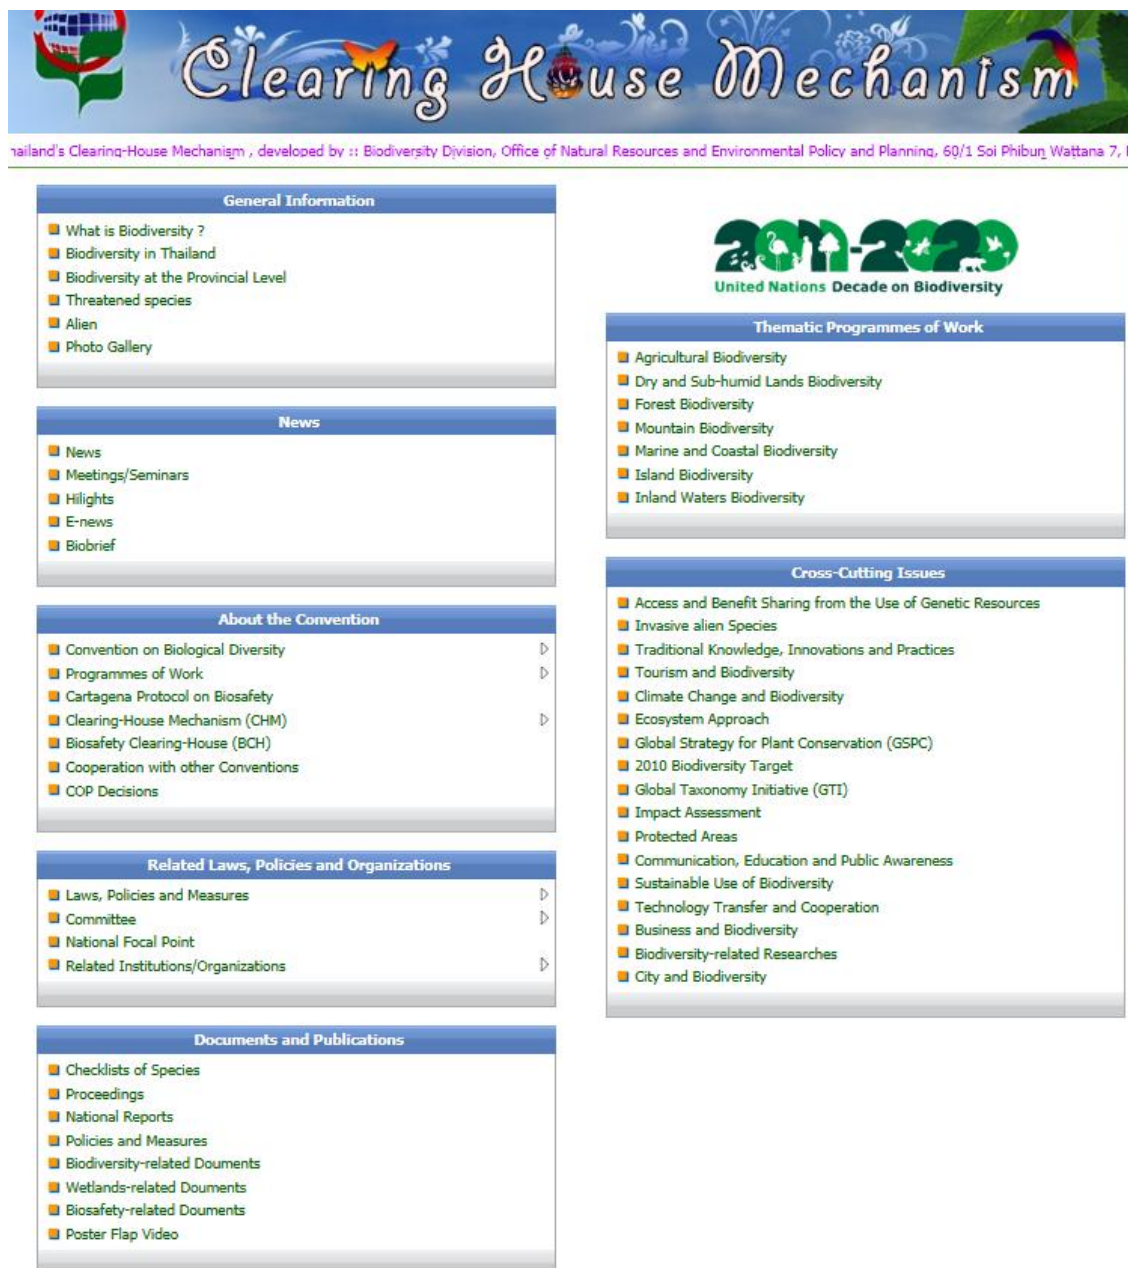 Clearing House Mechanism
hailand's Clearing-House Mechanism , developed by :: Biodiversity Division, Office of Natural Resources and Environmental Policy and Planning, 60/1 Soi Phibun Wattana 7,
General Information
What is Biodiversity ?
Biodiversity in Thailand
Biodiversity at the Provincial Level
Threatened species
Alien
Photo Gallery
News
News
Meetings/Seminars
Hilights
E-news
Biobrief
About the Convention
Convention on Biological Diversity
Programmes of Work
Cartagena Protocol on Biosafety
Clearing-House Mechanism (CHM)
Biosafety Clearing-House (BCH)
Cooperation with other Conventions
COP Decisions
Related Laws, Policies and Organizations
Laws, Policies and Measures
Committee
National Focal Point
Related Institutions/Organizations
Documents and Publications
Checklists of Species
Proceedings
National Reports
Policies and Measures
Biodiversity-related Douments
Wetlands-related Douments
Biosafety-related Douments
Poster Flap Video
2011-2020
United Nations Decade on Biodiversity
Thematic Programmes of Work
Agricultural Biodiversity
Dry and Sub-humid Lands Biodiversity
Forest Biodiversity
Mountain Biodiversity
Marine and Coastal Biodiversity
Island Biodiversity
Inland Waters Biodiversity
Cross-Cutting Issues
Access and Benefit Sharing from the Use of Genetic Resources
Invasive alien Species
Traditional Knowledge, Innovations and Practices
Tourism and Biodiversity
Climate Change and Biodiversity
Ecosystem Approach
Global Strategy for Plant Conservation (GSPC)
2010 Biodiversity Target
Global Taxonomy Initiative (GTI)
Impact Assessment
Protected Areas
Communication, Education and Public Awareness
Sustainable Use of Biodiversity
Technology Transfer and Cooperation
Business and Biodiversity
Biodiversity-related Researches
City and Biodiversity